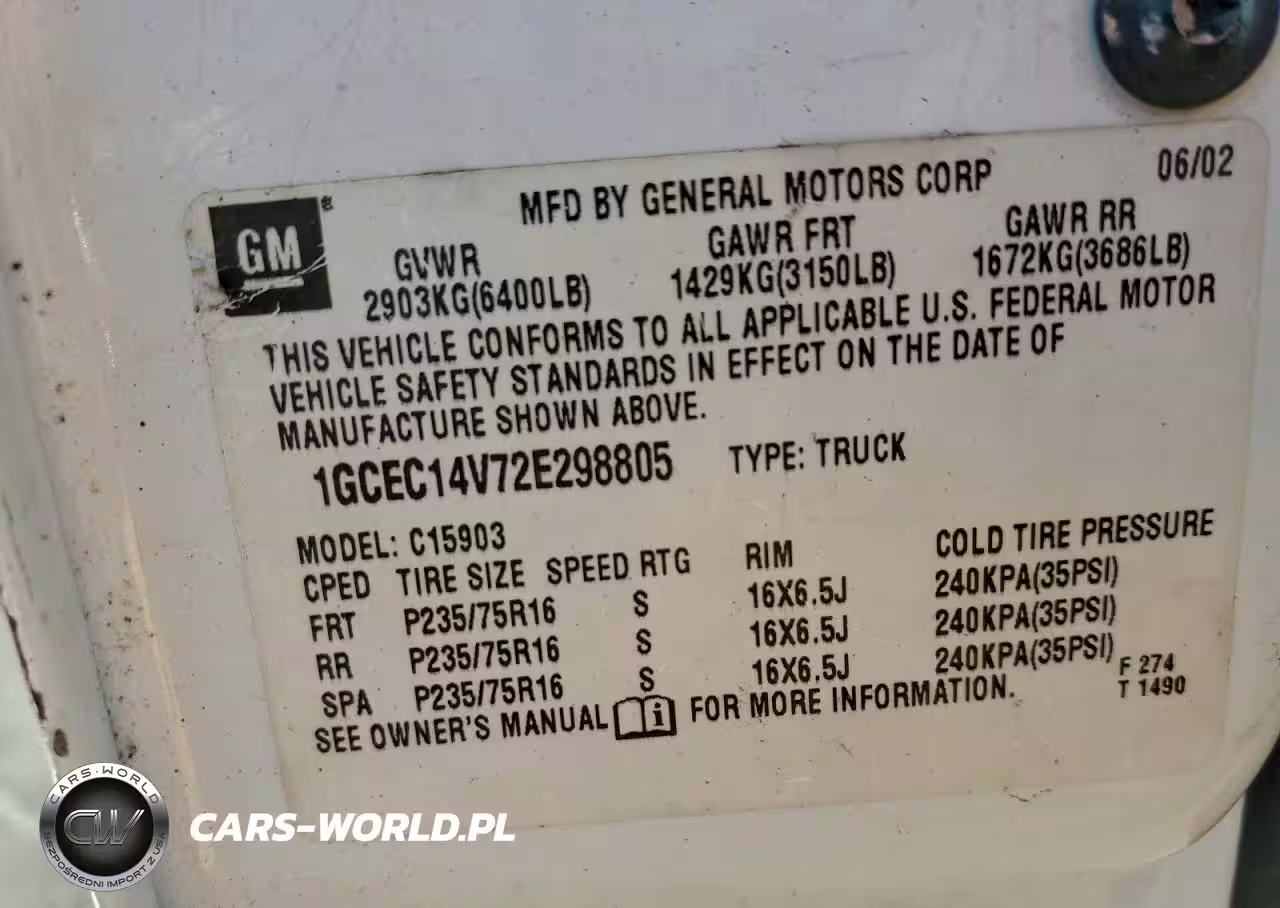 MFD BY GENERAL MOTORS CORP 06/02
GM ®
GVWR GAWR FRT GAWR RR
2903KG(6400LB) 1429KG(3150LB) 1672KG(3686LB)
THIS VEHICLE CONFORMS TO ALL APPLICABLE U.S. FEDERAL MOTOR
VEHICLE SAFETY STANDARDS IN EFFECT ON THE DATE OF
MANUFACTURE SHOWN ABOVE.
1GCEC14V72E298805 TYPE: TRUCK
MODEL: C15903
CPED TIRE SIZE SPEED RTG RIM COLD TIRE PRESSURE
FRT P235/75R16 S 16X6.5J 240KPA(35PSI)
RR P235/75R16 S 16X6.5J 240KPA(35PSI)
SPA P235/75R16 S 16X6.5J 240KPA(35PSI)
F 274
T 1490
SEE OWNER'S MANUAL i FOR MORE INFORMATION.
CARS-WORLD
CW
BEZPOŚREDNI IMPORT Z USA
CARS-WORLD.PL